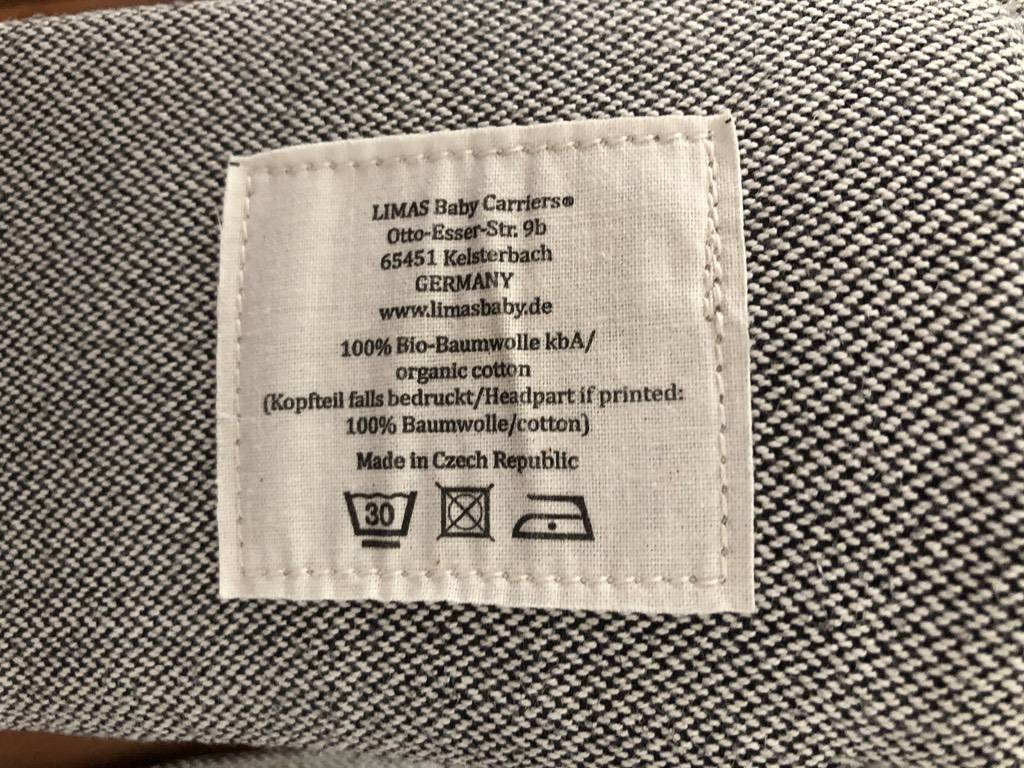 LIMAS Baby Carriers®
Otto-Esser-Str. 9b
65451 Kelsterbach
GERMANY
www.limasbaby.de
100% Bio-Baumwolle kbA/
organic cotton
(Kopfteil falls bedruckt/Headpart if printed:
100% Baumwolle/cotton)
Made in Czech Republic
30